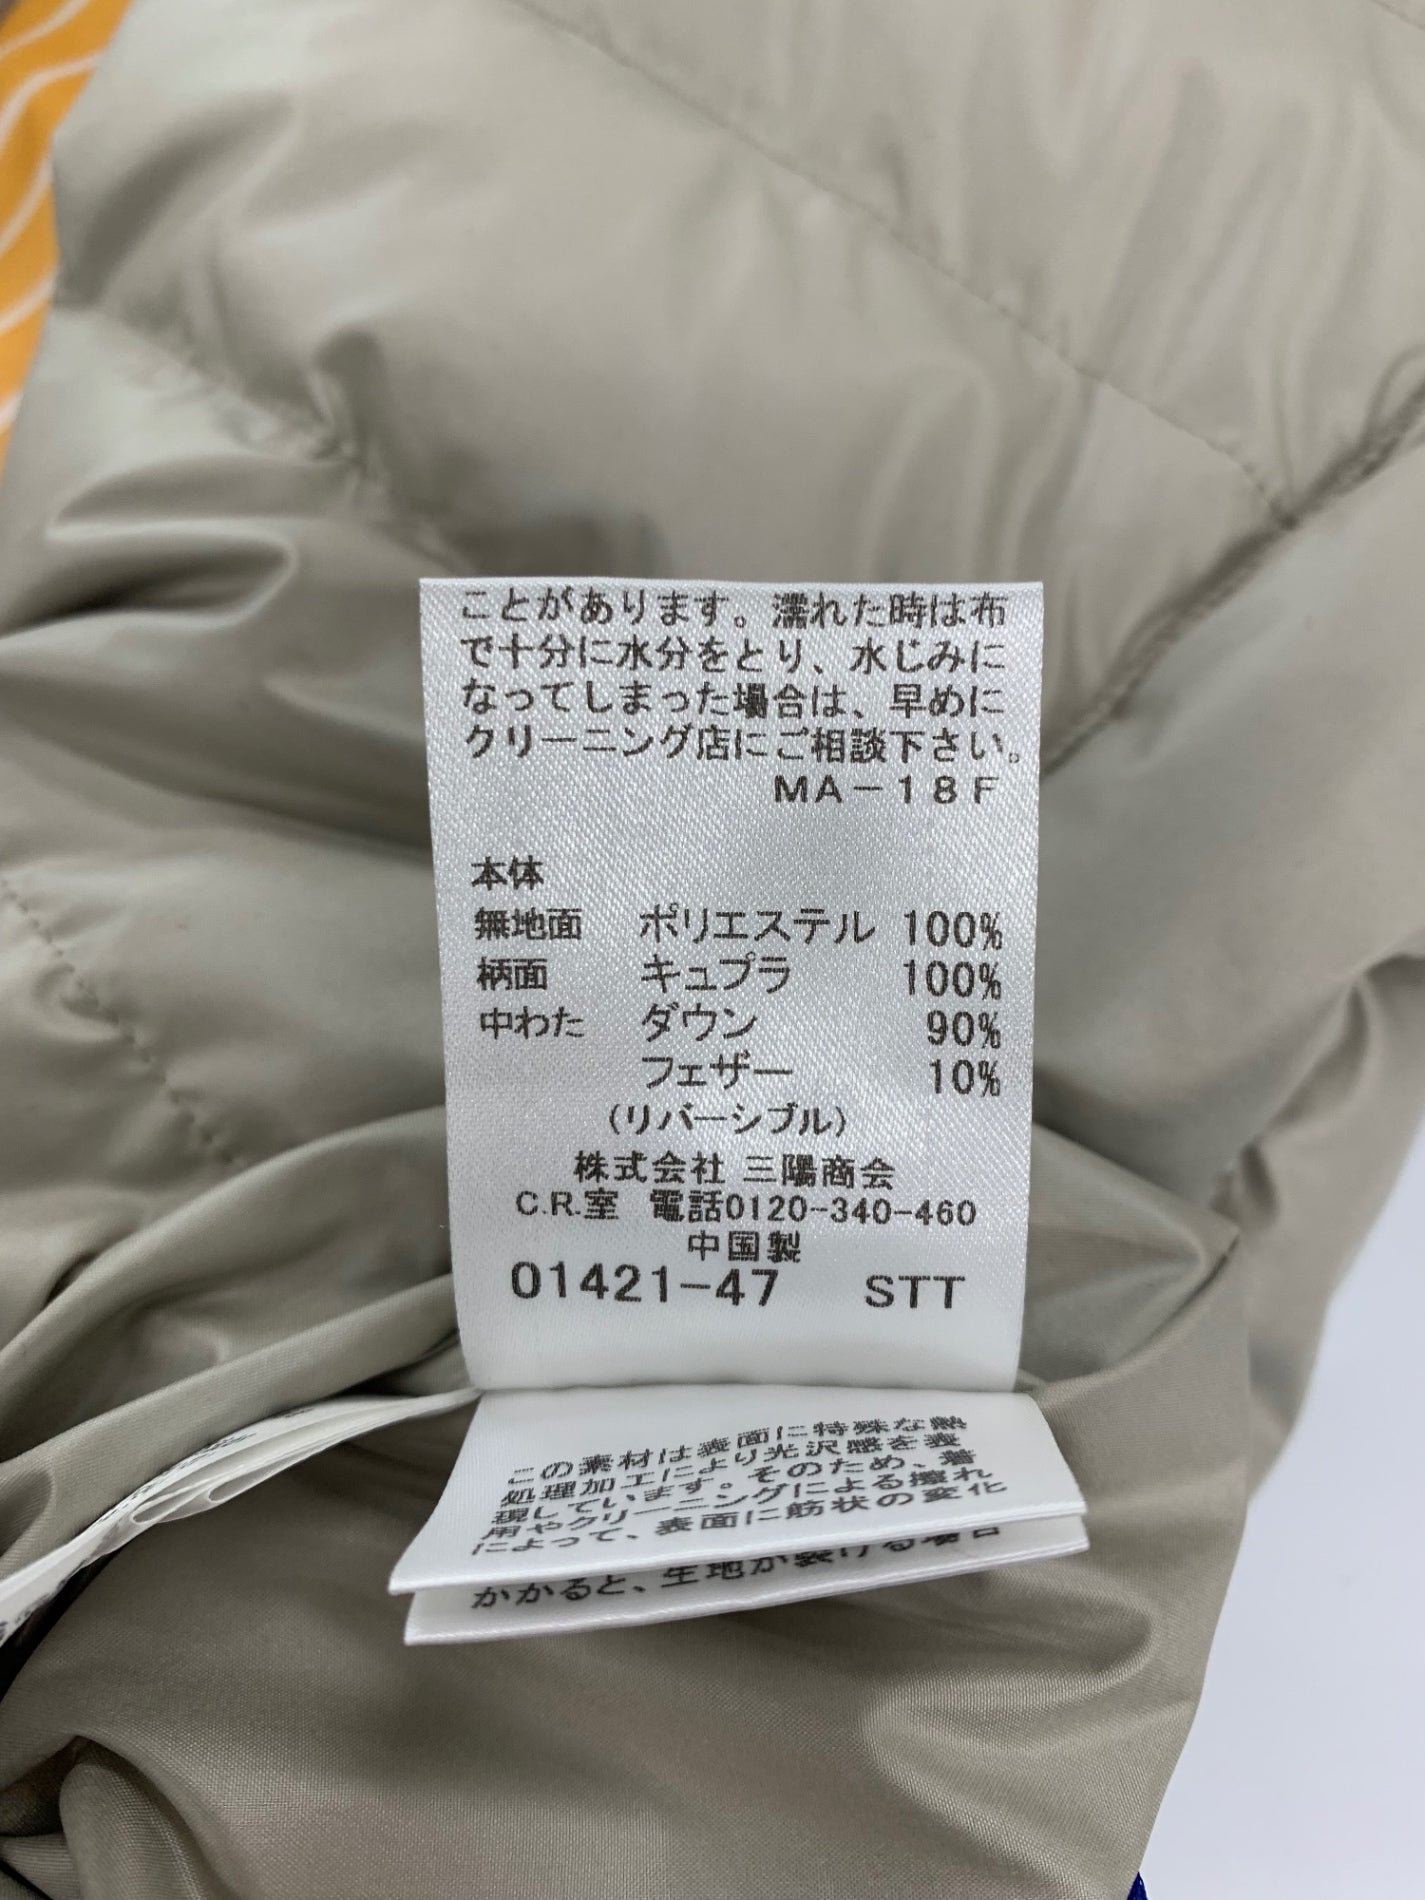 ことがあります。濡れた時は布
で十分に水分をとり、水じみに
なってしまった場合は、早めに
クリーニング店にご相談下さい。
MA-18F
本体
無地面 ポリエステル 100%
柄面 キュプラ 100%
中わた ダウン 90%
フェザー 10%
(リバーシブル)
株式会社 三陽商会
C.R.室 電話0120-340-460
中国製
01421-47 STT
この素材は表面に特殊な熱
処理加工により光沢感を表
現しています。そのため、着
用やクリーニングによる擦れ
によって、表面に筋状の変化
かかると、生地が裂ける場合